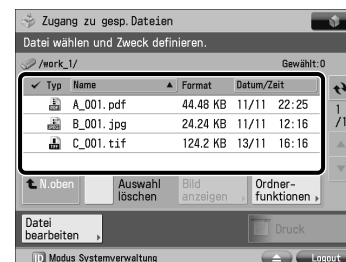 Zugang zu gesp.Dateien
Datei wählen und Zweck definieren.
/work_1/ Gewählt:0
✓ Typ Name ▲ Format Datum/Zeit
A_001.pdf 44.48 KB 11/11 22:25
B_001.jpg 24.24 KB 11/11 12:16
C_001.tif 124.2 KB 13/11 16:16
1
/1
N.oben Auswahl löschen Bild anzeigen Ordner-funktionen
Datei bearbeiten Druck
ID Modus Systemverwaltung Logout